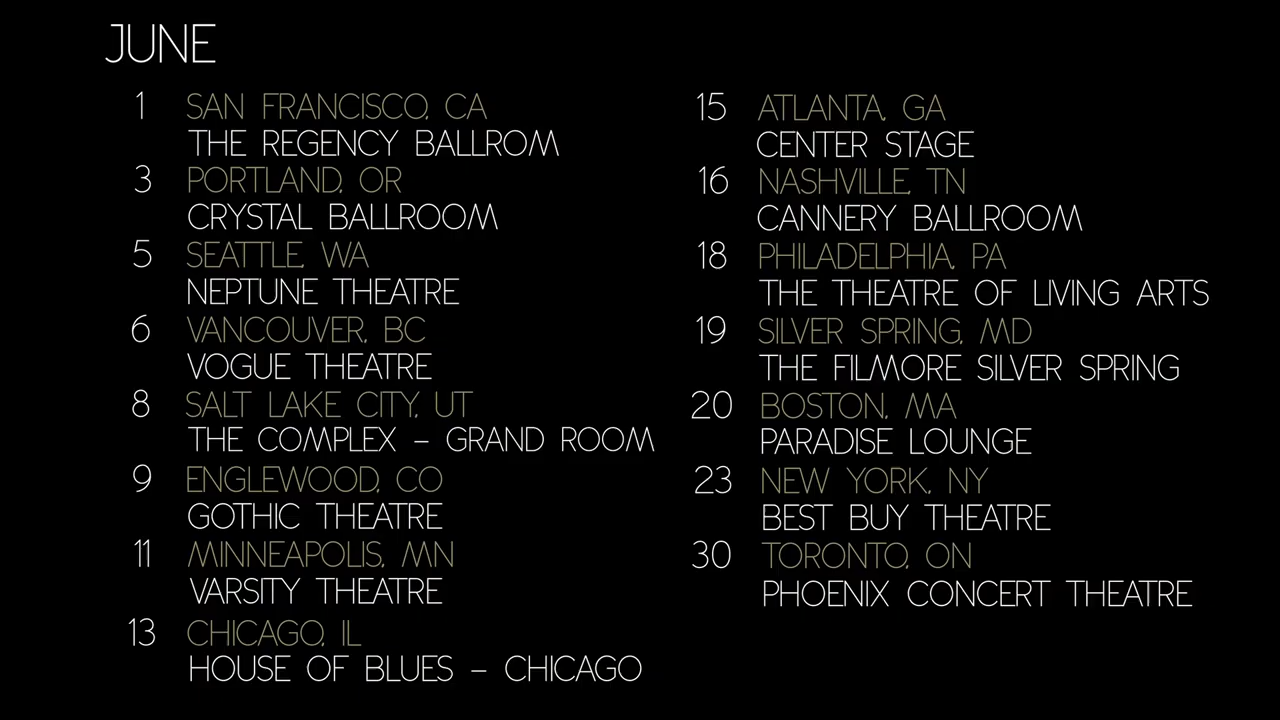 JUNE
1 SAN FRANCISCO, CA
THE REGENCY BALLROM
3 PORTLAND, OR
CRYSTAL BALLROOM
5 SEATTLE, WA
NEPTUNE THEATRE
6 VANCOUVER, BC
VOGUE THEATRE
8 SALT LAKE CITY, UT
THE COMPLEX – GRAND ROOM
9 ENGLEWOOD, CO
GOTHIC THEATRE
11 MINNEAPOLIS, MN
VARSITY THEATRE
13 CHICAGO, IL
HOUSE OF BLUES – CHICAGO
15 ATLANTA, GA
CENTER STAGE
16 NASHVILLE, TN
CANNERY BALLROOM
18 PHILADELPHIA, PA
THE THEATRE OF LIVING ARTS
19 SILVER SPRING, MD
THE FILMORE SILVER SPRING
20 BOSTON, MA
PARADISE LOUNGE
23 NEW YORK, NY
BEST BUY THEATRE
30 TORONTO, ON
PHOENIX CONCERT THEATRE